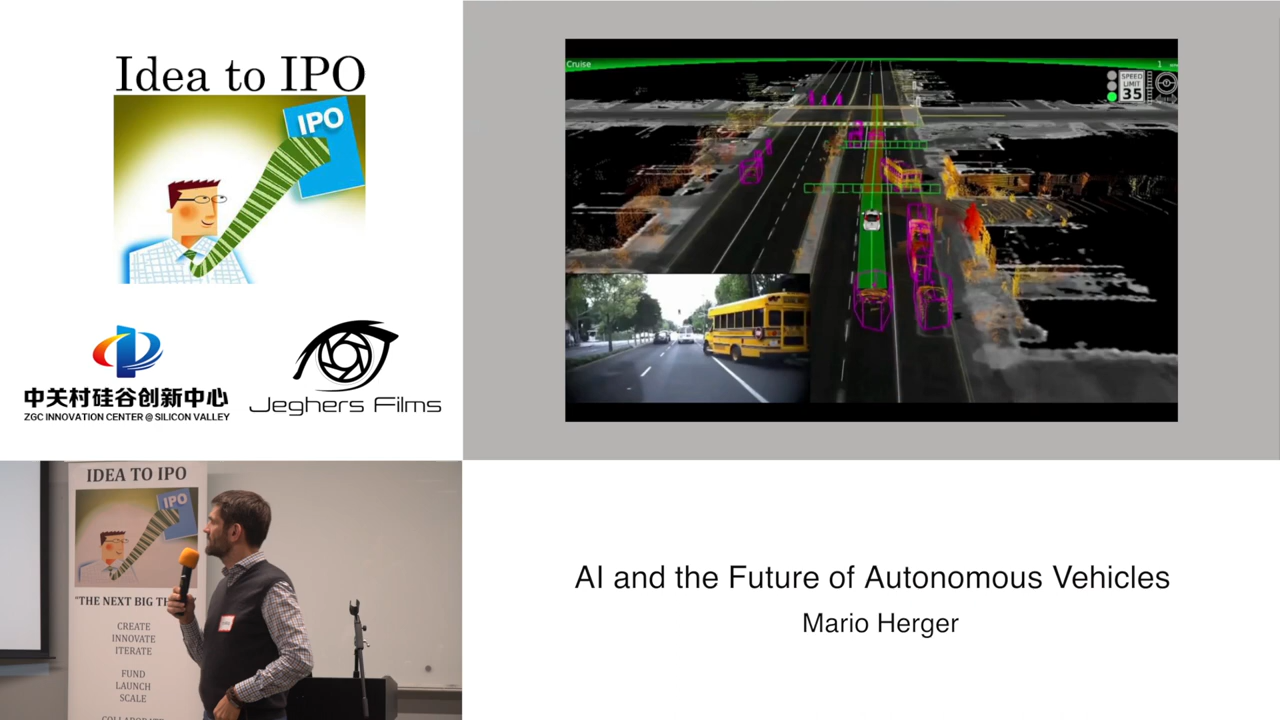 Idea to IPO
IPO
中关村硅谷创新中心
ZGC INNOVATION CENTER @ SILICON VALLEY
Jeghers Films
Cruise
1
SPEED
LIMIT
35
IDEA TO IPO
IPO
"THE NEXT BIG TH
CREATE
INNOVATE
ITERATE
FUND
LAUNCH
SCALE
COLLABORATE
AI and the Future of Autonomous Vehicles
Mario Herger